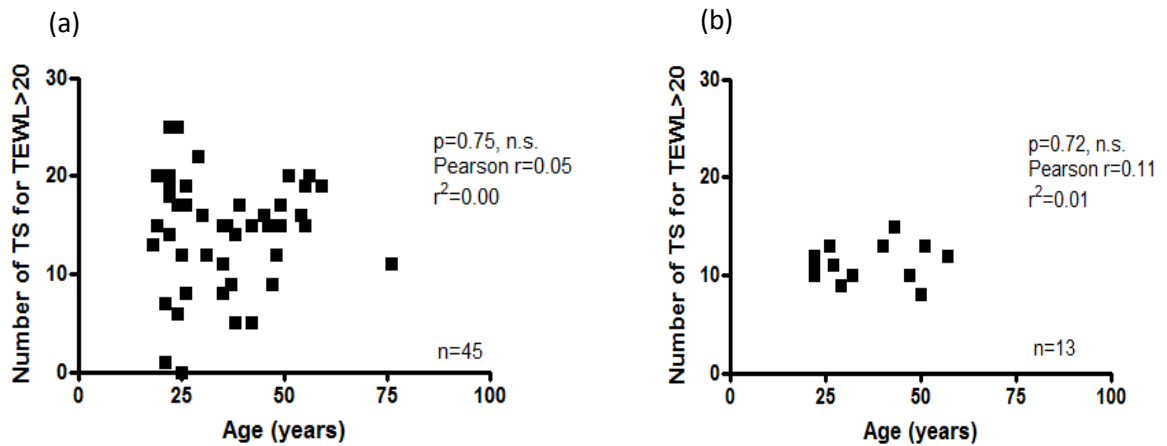 (a)
Number of TS for TEWL>20
30
20
10
0
p=0.75, n.s.
Pearson r=0.05
r²=0.00
n=45
0 25 50 75 100
Age (years)
(b)
Number of TS for TEWL>20
30
20
10
0
p=0.72, n.s.
Pearson r=0.11
r²=0.01
n=13
0 25 50 75 100
Age (years)